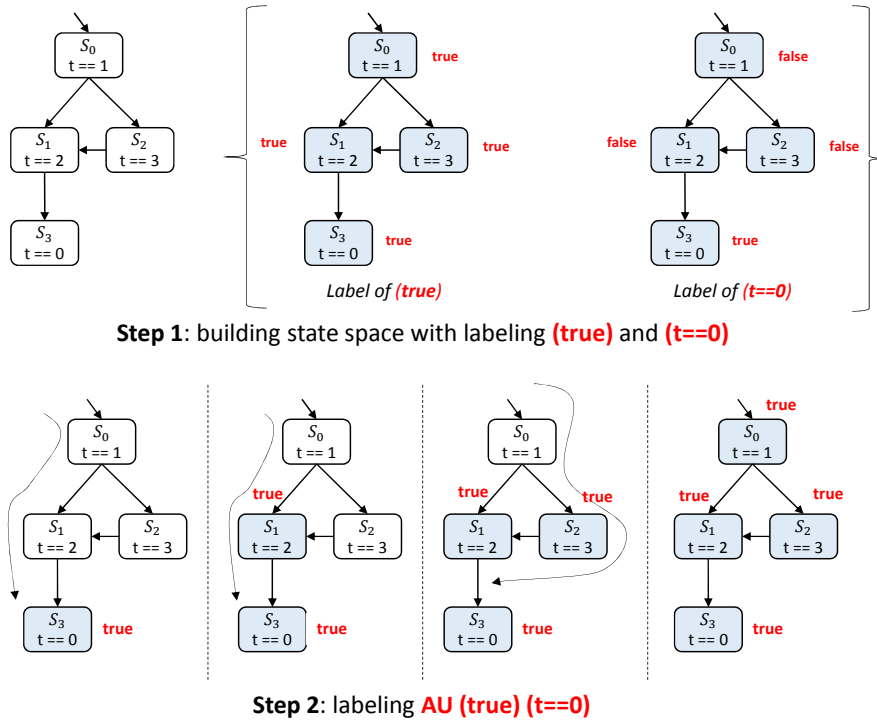 S0
t == 1
S1
t == 2
S2
t == 3
S3
t == 0
S0
t == 1
true
true
S1
t == 2
S2
t == 3
true
S3
t == 0
true
Label of (true)
S0
t == 1
false
false
S1
t == 2
S2
t == 3
false
S3
t == 0
true
Label of (t==0)
Step 1: building state space with labeling (true) and (t==0)
S0
t == 1
S1
t == 2
S2
t == 3
S3
t == 0
true
S0
t == 1
true
S1
t == 2
S2
t == 3
S3
t == 0
true
S0
t == 1
true
true
S1
t == 2
S2
t == 3
S3
t == 0
true
true
S0
t == 1
true
true
S1
t == 2
S2
t == 3
S3
t == 0
true
Step 2: labeling AU (true) (t==0)